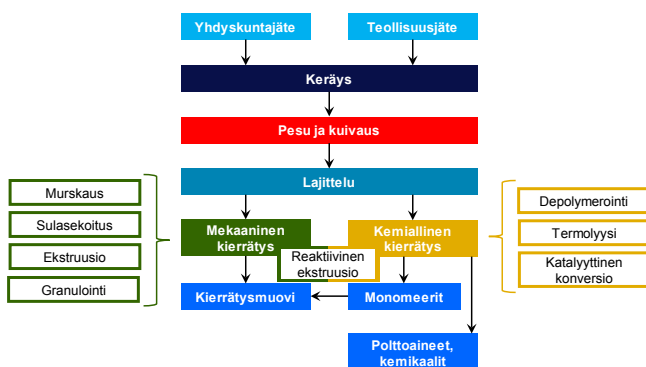 Yhdyskuntajäte
Teollisuusjäte
Keräys
Pesu ja kuivaus
Lajittelu
Murskaus
Sulasekoitus
Ekstruusio
Granulointi
Mekaaninen
kierrätys
Kemiallinen
kierrätys
Reaktiivinen
ekstruusio
Depolymerointi
Termolyysi
Katalyyttinen
konversio
Kierrätysmuovi
Monomeerit
Polttoaineet,
kemikaalit